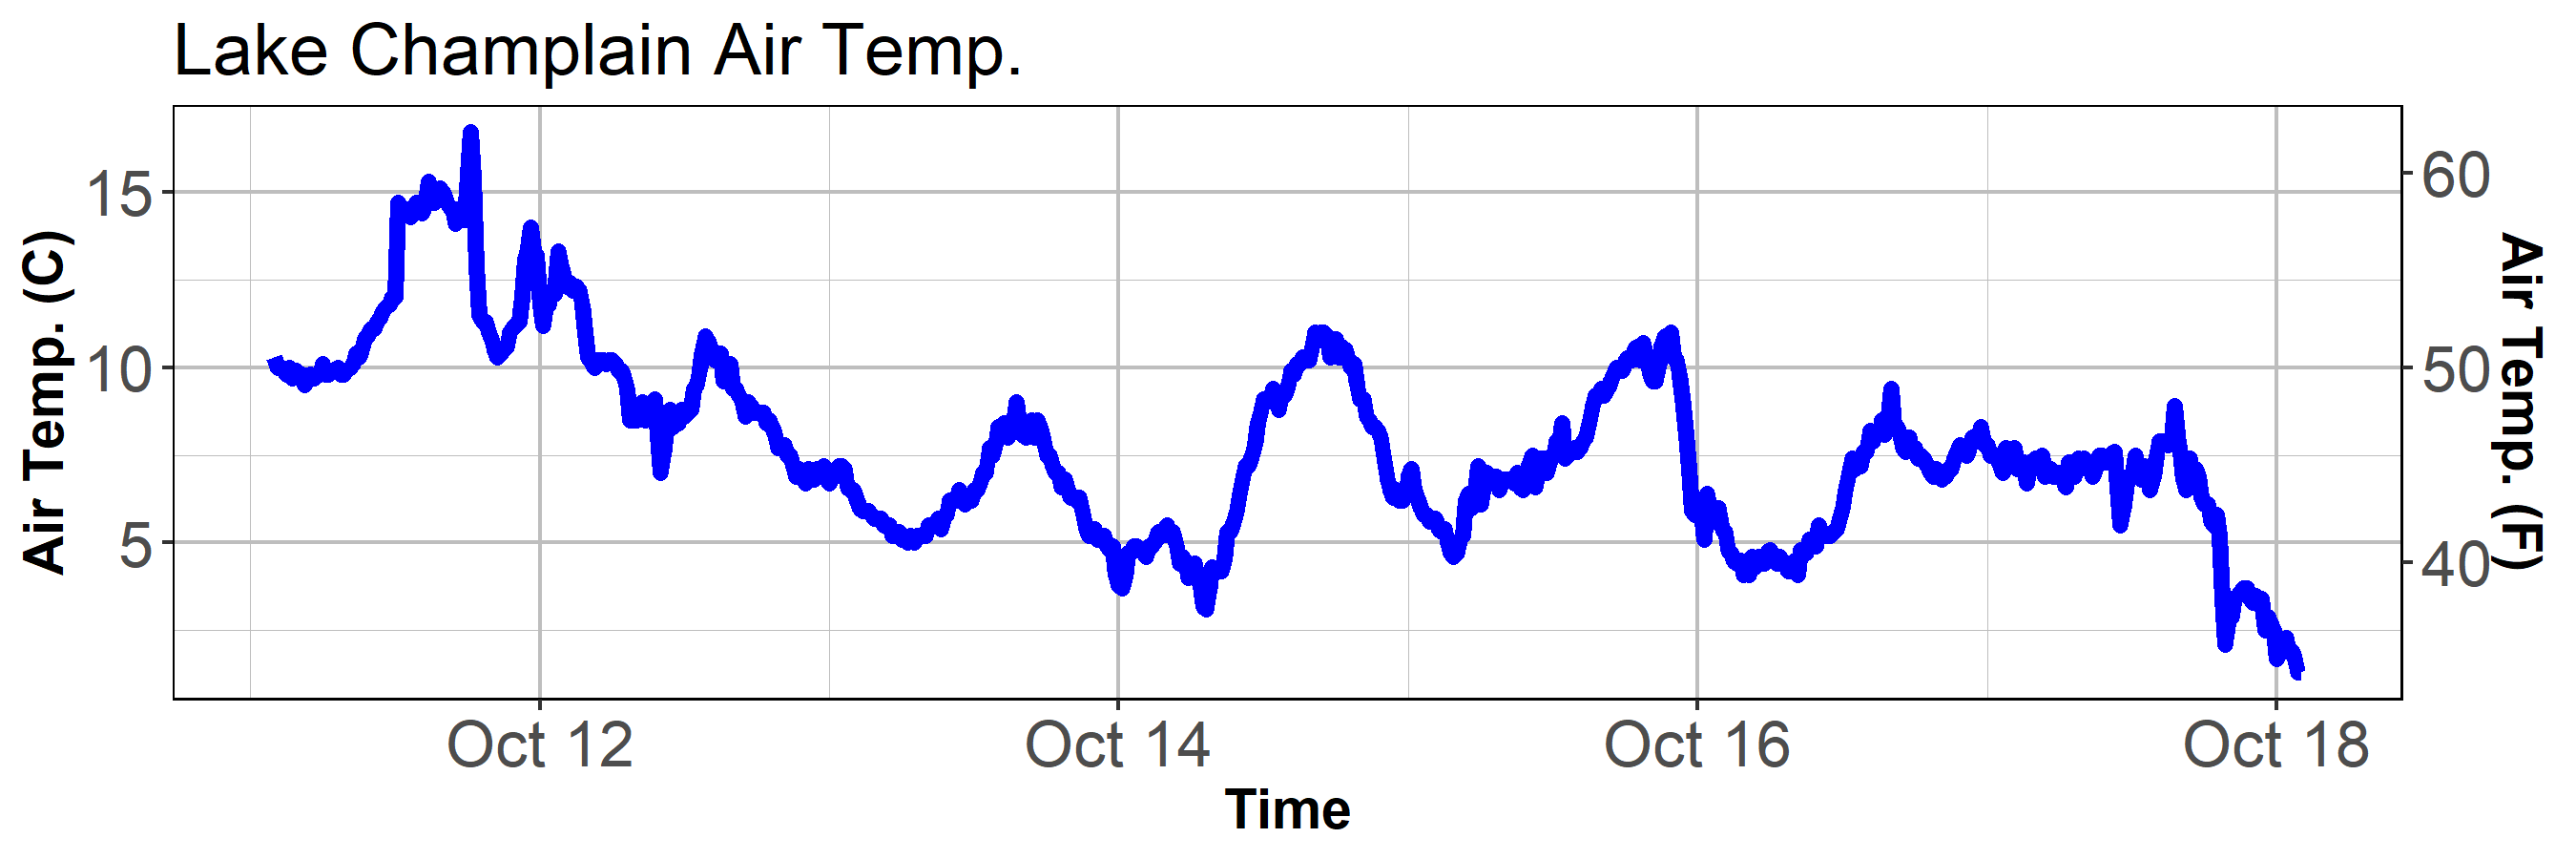 Lake Champlain Air Temp.
Air Temp. (C)
15
10
5
60
50
40
Air Temp. (F)
Oct 12
Oct 14
Oct 16
Oct 18
Time